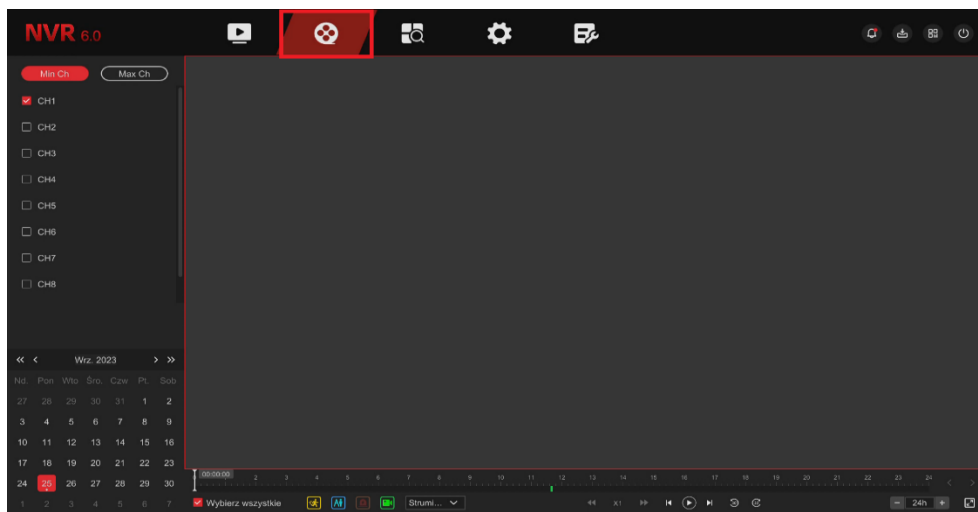 NVR 6.0
Min Ch Max Ch
CH1
CH2
CH3
CH4
CH5
CH6
CH7
CH8
Wrz. 2023
Nd. Pon Wto Śro. Czw Pt. Sob
27 28 29 30 31 1 2
3 4 5 6 7 8 9
10 11 12 13 14 15 16
17 18 19 20 21 22 23
24 25 26 27 28 29 30
1 2 3 4 5 6 7
00:00:00 2 3 4 5 6 7 8 9 10 11 12 13 14 15 16 17 18 19 20 21 22 23 24
Wybierz wszystkie AI Strumi... X1 24h